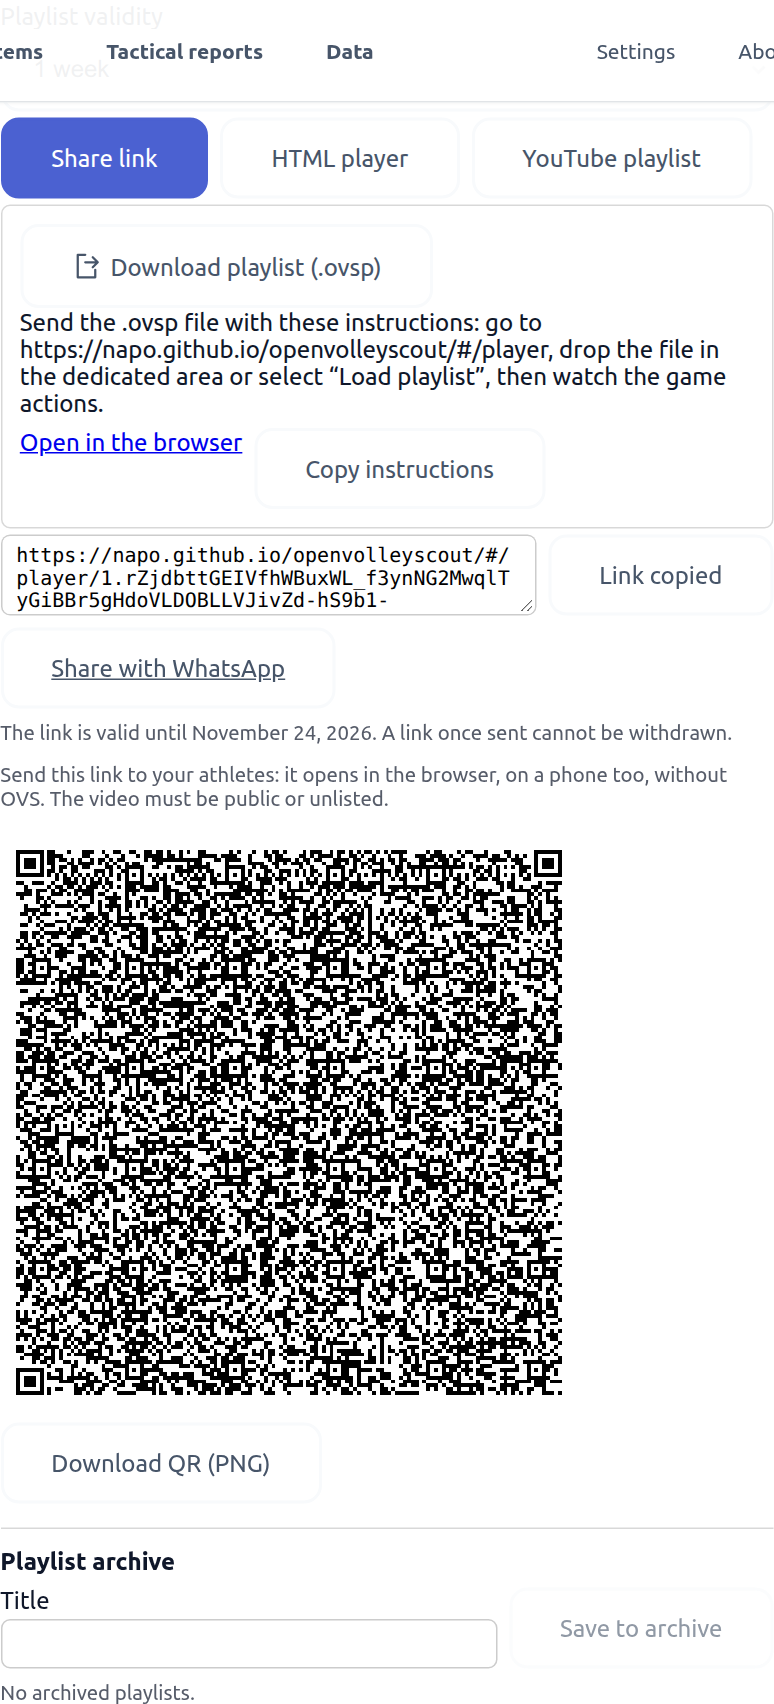 Playlist validity
1 week
tems Tactical reports Data Settings Abo
Share link HTML player YouTube playlist
Download playlist (.ovsp)
Send the .ovsp file with these instructions: go to
https://napo.github.io/openvolleyscout/#/player, drop the file in
the dedicated area or select “Load playlist”, then watch the game
actions.
Open in the browser
Copy instructions
https://napo.github.io/openvolleyscout/#/
player/1.rZjdbttGEIVfhWBuxWL_f3ynNG2MwqlT
yGiBBr5gHdoVLDOBLLVJivZd-hS9b1-
Link copied
Share with WhatsApp
The link is valid until November 24, 2026. A link once sent cannot be withdrawn.
Send this link to your athletes: it opens in the browser, on a phone too, without
OVS. The video must be public or unlisted.
Download QR (PNG)
Playlist archive
Title
Save to archive
No archived playlists.